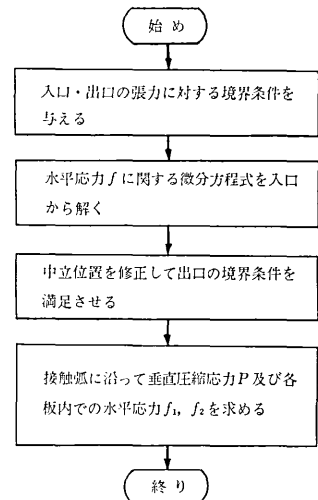 始め
入口・出口の張力に対する境界条件を
与える
水平応力 f に関する微分方程式を入口
から解く
中立位置を修正して出口の境界条件を
満足させる
接触弧に沿って垂直圧縮応力 P 及び各
板内での水平応力 f₁, f₂ を求める
終り